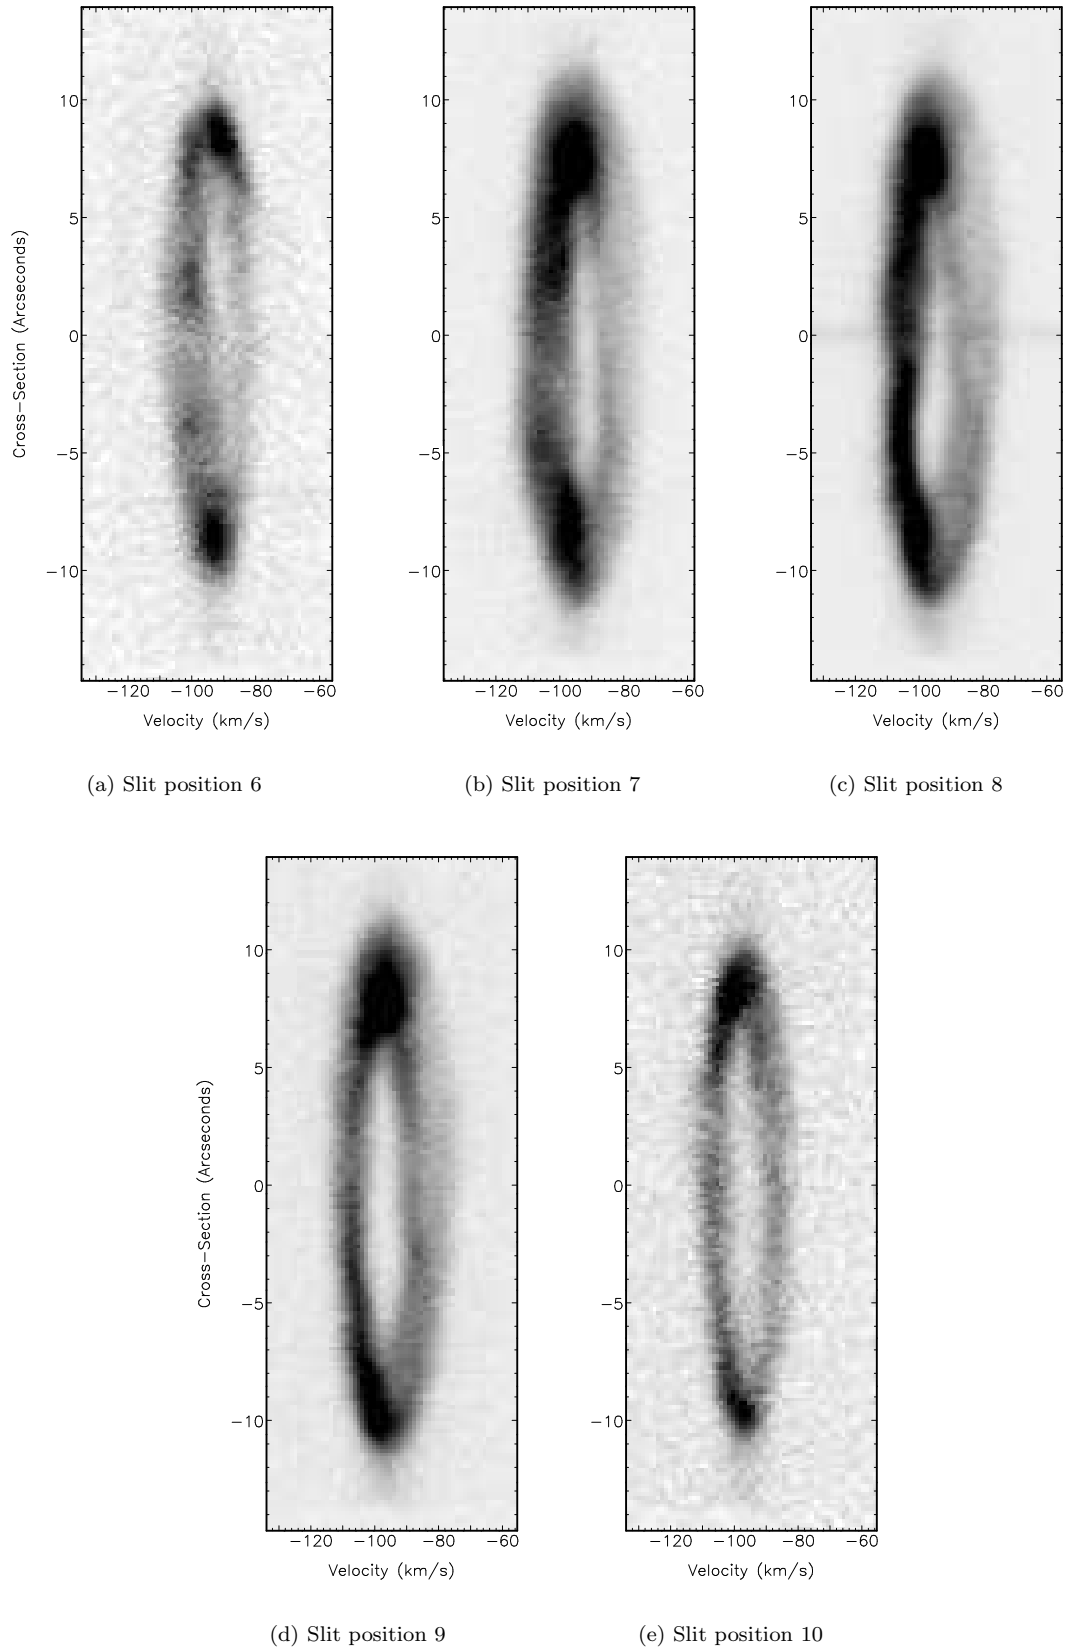 10
5
0
−5
−10
Cross−Section (Arcseconds)
−120 −100 −80 −60
Velocity (km/s)
(a) Slit position 6
10
5
0
−5
−10
−120 −100 −80 −60
Velocity (km/s)
(b) Slit position 7
10
5
0
−5
−10
−120 −100 −80 −60
Velocity (km/s)
(c) Slit position 8
10
5
0
−5
−10
Cross−Section (Arcseconds)
−120 −100 −80 −60
Velocity (km/s)
(d) Slit position 9
10
5
0
−5
−10
−120 −100 −80 −60
Velocity (km/s)
(e) Slit position 10